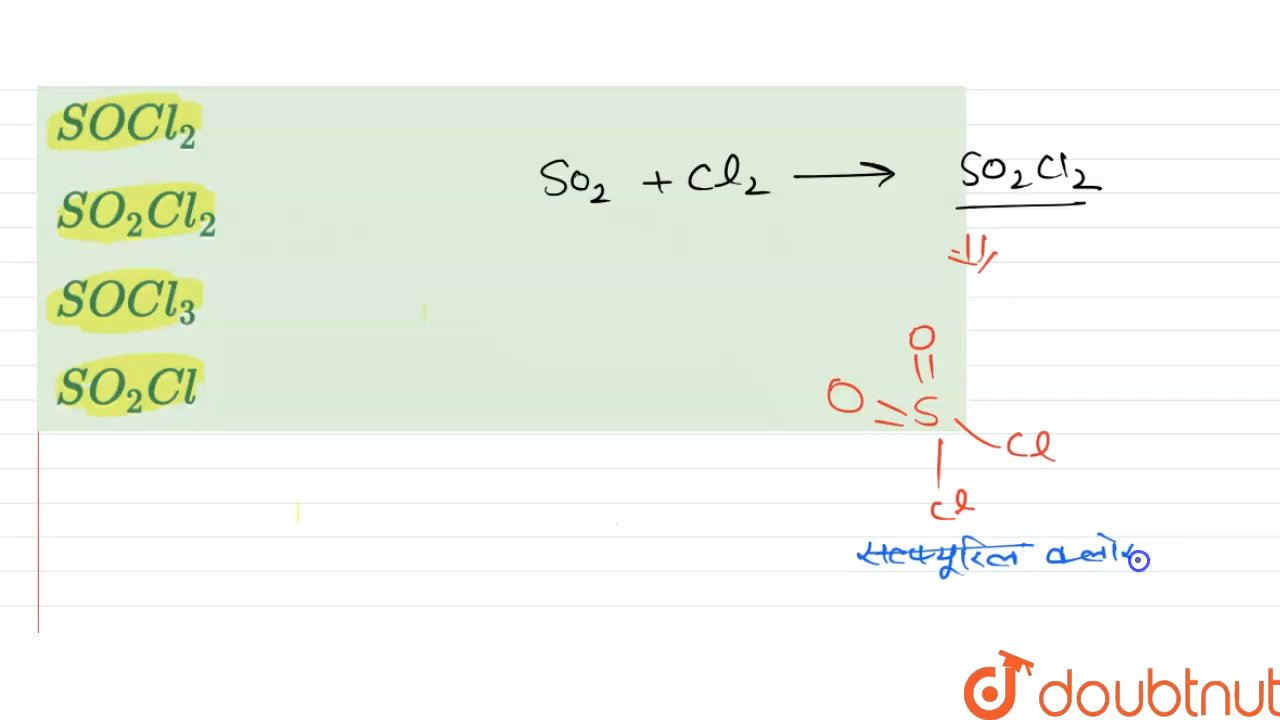 SOCl₂
SO₂Cl₂
SOCl₃
SO₂Cl
SO₂ + Cl₂ ⟶ SO₂Cl₂
O
||
O = S
Cl
Cl
सल्फ्यूरिल क्लो
doubtnut